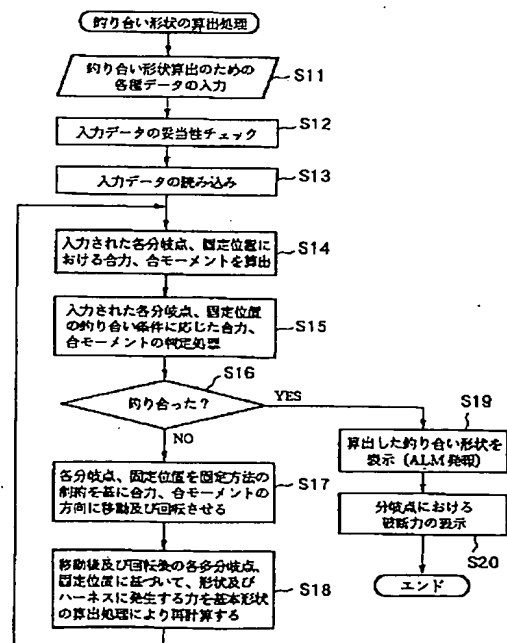 釣り合い形状の算出処理
釣り合い形状算出のための
各種データの入力
S11
入力データの妥当性チェック
S12
入力データの読み込み
S13
入力された各分岐点、固定位置に
おける合力、合モーメントを算出
S14
入力された各分岐点、固定位置
の釣り合い条件に応じた合力、
合モーメントの判定処理
S15
S16
釣り合った?
YES
NO
各分岐点、固定位置を固定方法の
制約を基に合力、合モーメントの
方向に移動及び回転させる
S17
移動後及び回転後の各多分岐点、
固定位置に基づいて、形状及び
ハーネスに発生する力を基本形状
の算出処理により再計算する
S18
算出した釣り合い形状を
表示(ALM発報)
S19
分岐点における
破断力の表示
S20
エンド